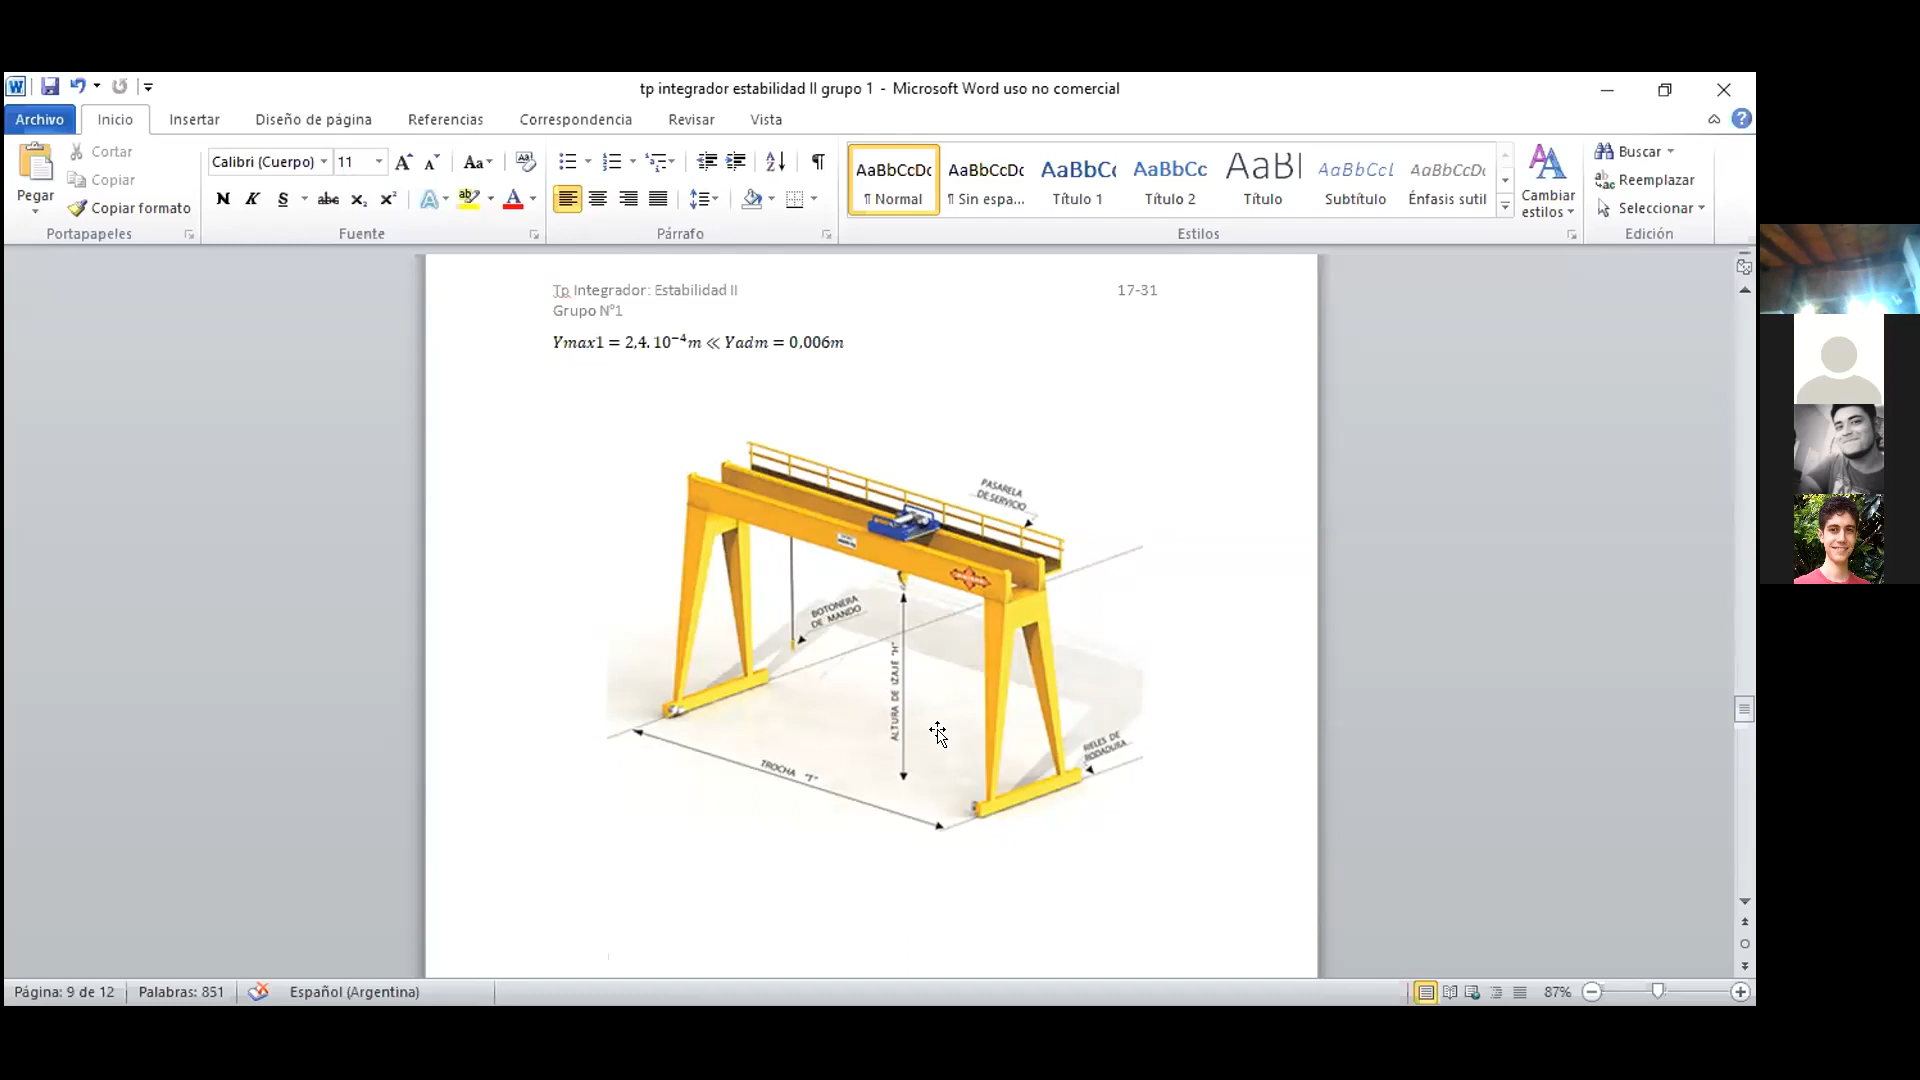 tp integrador estabilidad II grupo 1 - Microsoft Word uso no comercial
Archivo Inicio Insertar Diseño de página Referencias Correspondencia Revisar Vista
Pegar
Cortar
Copiar
Copiar formato
Portapapeles
Calibri (Cuerpo) 11
Aa
N K S abc x₂ x² A ab A
Fuente
Párrafo
AaBbCcDc AaBbCcDc AaBbCc AaBbCc AaBl AaBbCcL AaBbCcDc
¶ Normal ¶ Sin espa... Título 1 Título 2 Título Subtítulo Énfasis sutil
Estilos
Cambiar
estilos
Buscar
Reemplazar
Seleccionar
Edición
Tp Integrador: Estabilidad II 17-31
Grupo N°1
Ymax1 = 2,4. 10⁻⁴m ≪ Yadm = 0,006m
PASARELA
DE SERVICIO
BOTONERA
DE MANDO
ALTURA DE IZAJE "H"
TROCHA "T"
RIELES DE
RODADURA
Página: 9 de 12 Palabras: 851 Español (Argentina) 87%